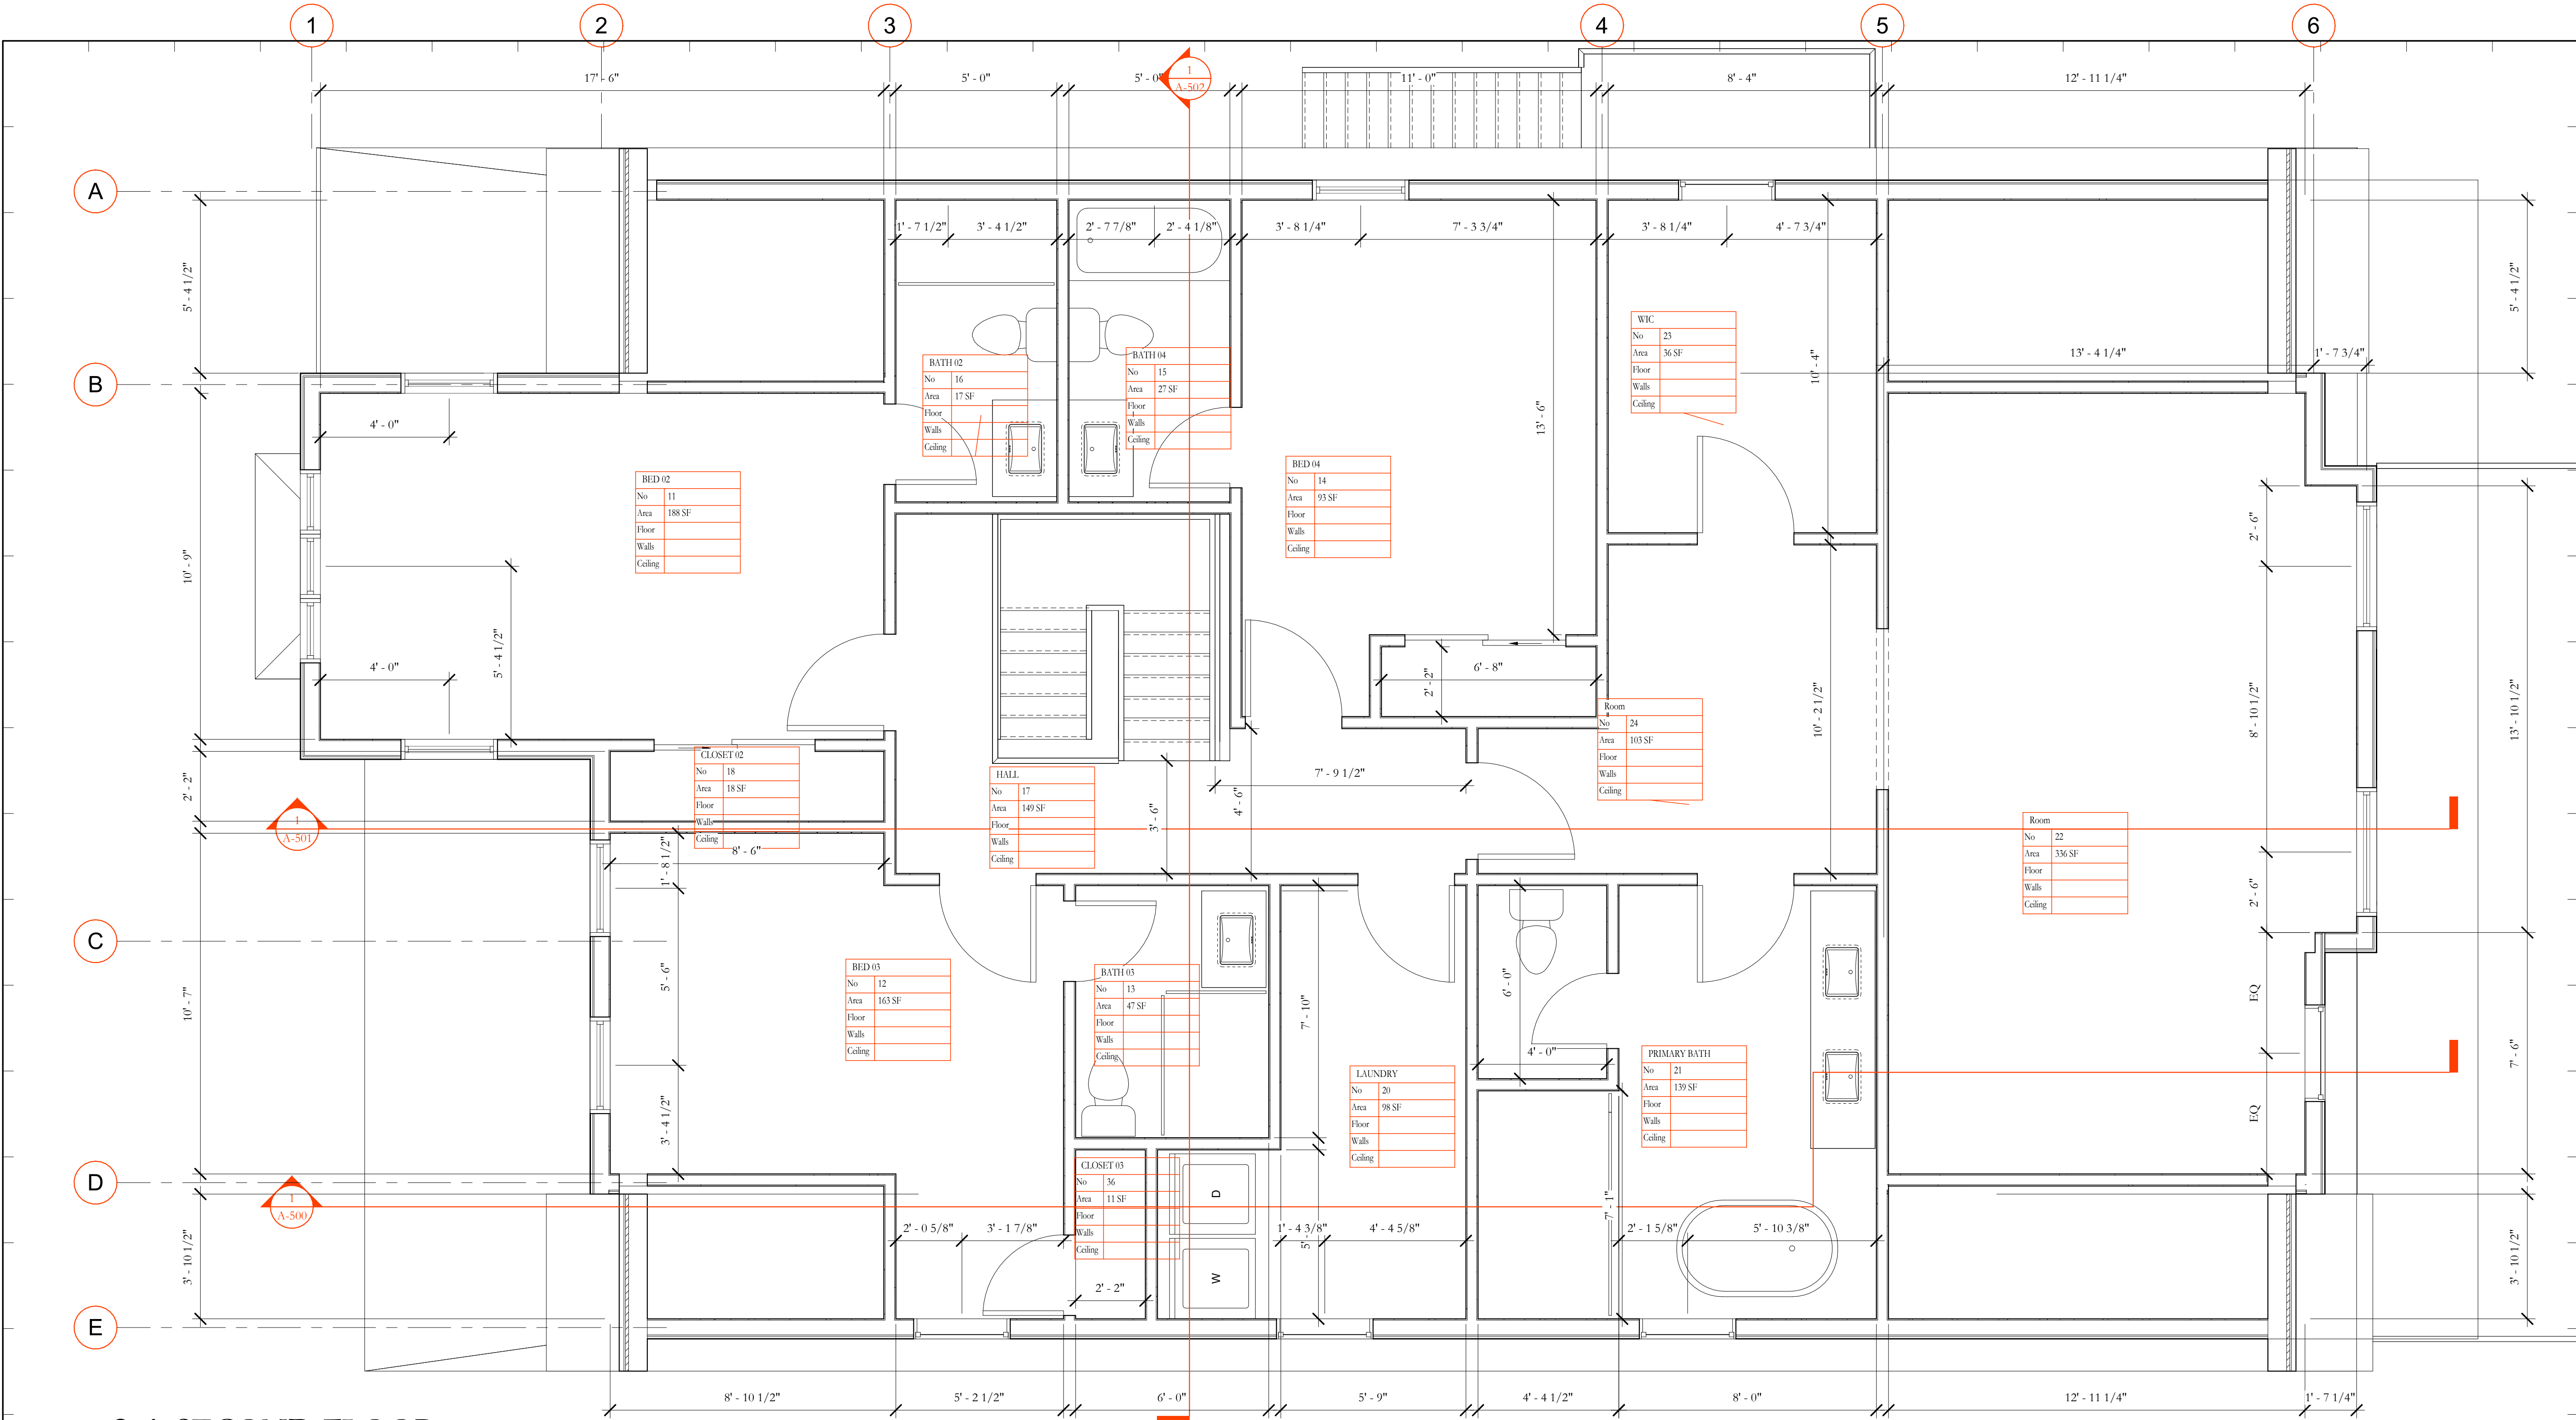 1 2 3 4 5 6
17' - 6" 5' - 0" 5' - 0" 11' - 0" 8' - 4" 12' - 11 1/4"
1
A-502
A
1' - 7 1/2" 3' - 4 1/2" 2' - 7 7/8" 2' - 4 1/8" 3' - 8 1/4" 7' - 3 3/4" 3' - 8 1/4" 4' - 7 3/4"
5' - 4 1/2"
5' - 4 1/2"
B
13' - 4 1/4" 1' - 7 3/4"
10' - 4"
13' - 6"
4' - 0"
BATH 02
No 16
Area 17 SF
Floor
Walls
Ceiling
BATH 04
No 15
Area 27 SF
Floor
Walls
Ceiling
WIC
No 23
Area 36 SF
Floor
Walls
Ceiling
BED 02
No 11
Area 188 SF
Floor
Walls
Ceiling
BED 04
No 14
Area 93 SF
Floor
Walls
Ceiling
10' - 9"
2' - 6"
5' - 4 1/2"
4' - 0"
6' - 8"
2' - 2"
10' - 2 1/2"
8' - 10 1/2"
13' - 10 1/2"
Room
No 24
Area 103 SF
Floor
Walls
Ceiling
CLOSET 02
No 18
Area 18 SF
Floor
Walls
Ceiling
HALL
No 17
Area 149 SF
Floor
Walls
Ceiling
7' - 9 1/2"
4' - 6"
3' - 6"
2' - 2"
1
A-501
8' - 6"
1' - 8 1/2"
Room
No 22
Area 336 SF
Floor
Walls
Ceiling
2' - 6"
C
5' - 6"
10' - 7"
BED 03
No 12
Area 163 SF
Floor
Walls
Ceiling
BATH 03
No 13
Area 47 SF
Floor
Walls
Ceiling
6' - 0"
7' - 10"
4' - 0"
EQ
EQ
7' - 6"
LAUNDRY
No 20
Area 98 SF
Floor
Walls
Ceiling
PRIMARY BATH
No 21
Area 139 SF
Floor
Walls
Ceiling
3' - 4 1/2"
D
CLOSET 03
No 36
Area 11 SF
Floor
Walls
Ceiling
D
W
1
A-500
7' - 1"
2' - 0 5/8" 3' - 1 7/8" 1' - 4 3/8" 4' - 4 5/8" 2' - 1 5/8" 5' - 10 3/8"
5' -
2' - 2"
3' - 10 1/2"
3' - 10 1/2"
E
8' - 10 1/2" 5' - 2 1/2" 6' - 0" 5' - 9" 4' - 4 1/2" 8' - 0" 12' - 11 1/4" 1' - 7 1/4"